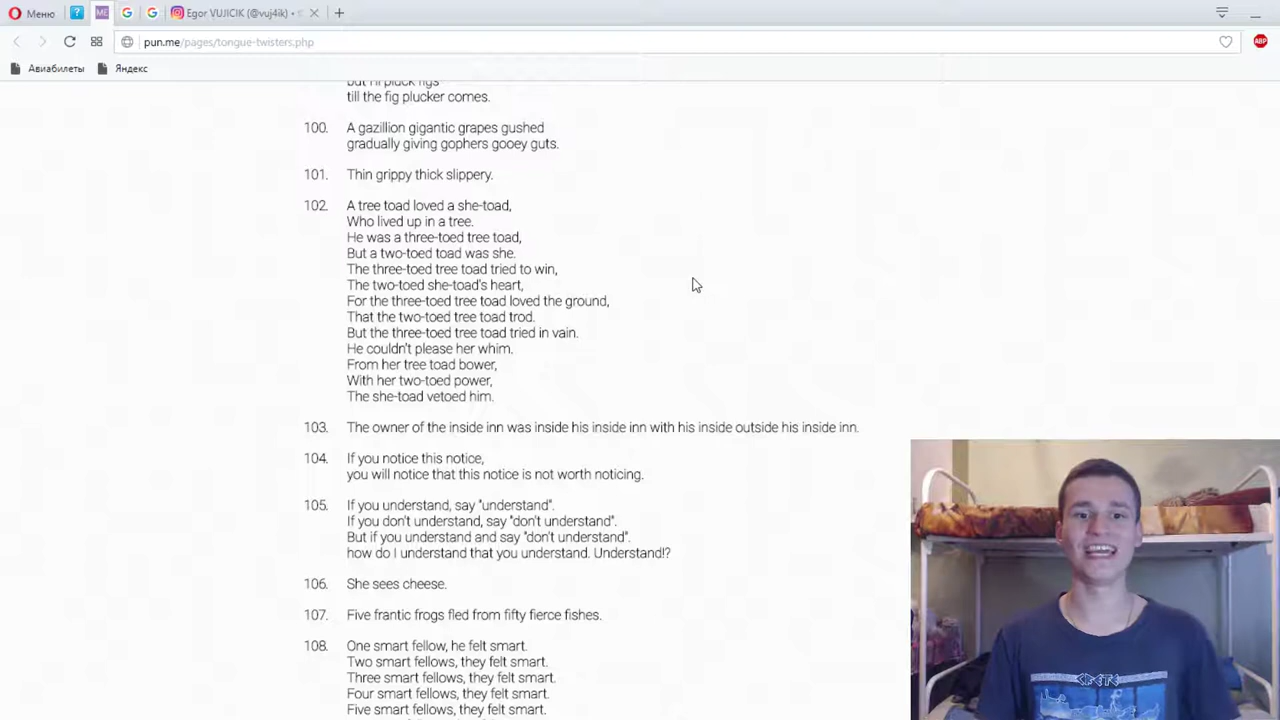 Меню
?
ME
Egor VUJICIK (@vuj4ik) •
pun.me/pages/tongue-twisters.php
ABP
Авиабилеты
Яндекс
but I'll pluck figs
till the fig plucker comes.
100. A gazillion gigantic grapes gushed
gradually giving gophers gooey guts.
101. Thin grippy thick slippery.
102. A tree toad loved a she-toad,
Who lived up in a tree.
He was a three-toed tree toad,
But a two-toed toad was she.
The three-toed tree toad tried to win,
The two-toed she-toad's heart,
For the three-toed tree toad loved the ground,
That the two-toed tree toad trod.
But the three-toed tree toad tried in vain.
He couldn't please her whim.
From her tree toad bower,
With her two-toed power,
The she-toad vetoed him.
103. The owner of the inside inn was inside his inside inn with his inside outside his inside inn.
104. If you notice this notice,
you will notice that this notice is not worth noticing.
105. If you understand, say "understand".
If you don't understand, say "don't understand".
But if you understand and say "don't understand".
how do I understand that you understand. Understand!?
106. She sees cheese.
107. Five frantic frogs fled from fifty fierce fishes.
108. One smart fellow, he felt smart.
Two smart fellows, they felt smart.
Three smart fellows, they felt smart.
Four smart fellows, they felt smart.
Five smart fellows, they felt smart.